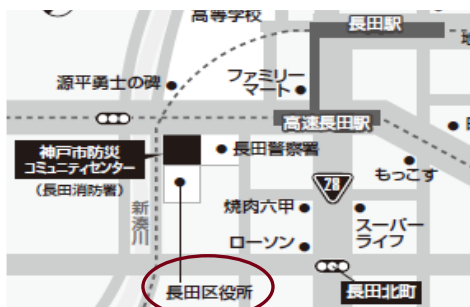 高等学校
長田駅
源平勇士の碑
ファミリー
マート
高速長田駅
神戸市防災
コミュニティセンター
(長田消防署)
長田警察署
28
もっこす
新湊川
焼肉六甲
スーパー
ライフ
ローソン
長田区役所
長田北町